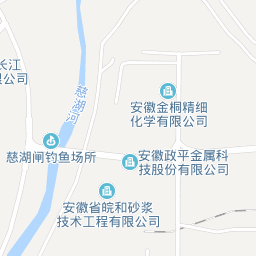 长江
限公司
慈湖河
安徽金桐精细
化学有限公司
慈湖闸钓鱼场所
安徽政平金属科
技股份有限公司
安徽省皖和砂浆
技术工程有限公司